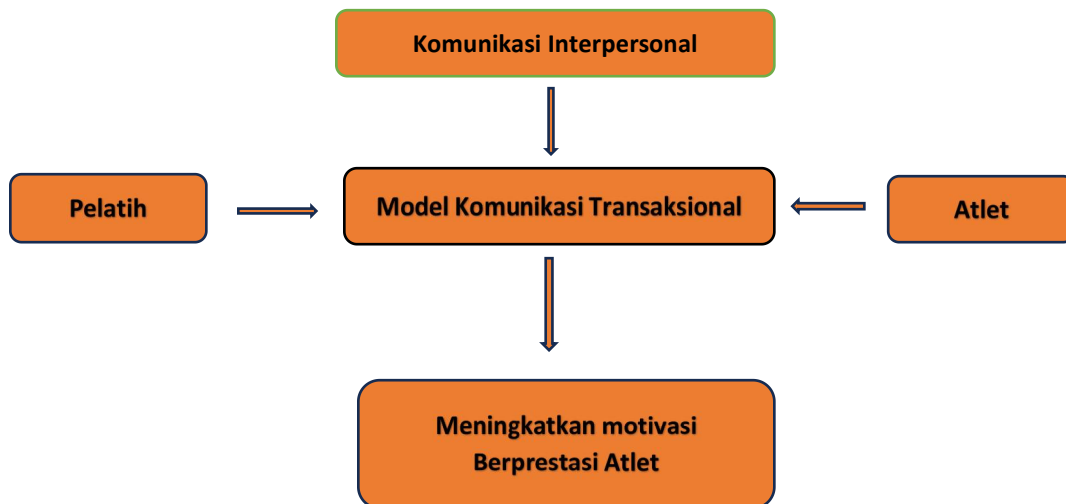 Komunikasi Interpersonal
Pelatih
Model Komunikasi Transaksional
Atlet
Meningkatkan motivasi
Berprestasi Atlet